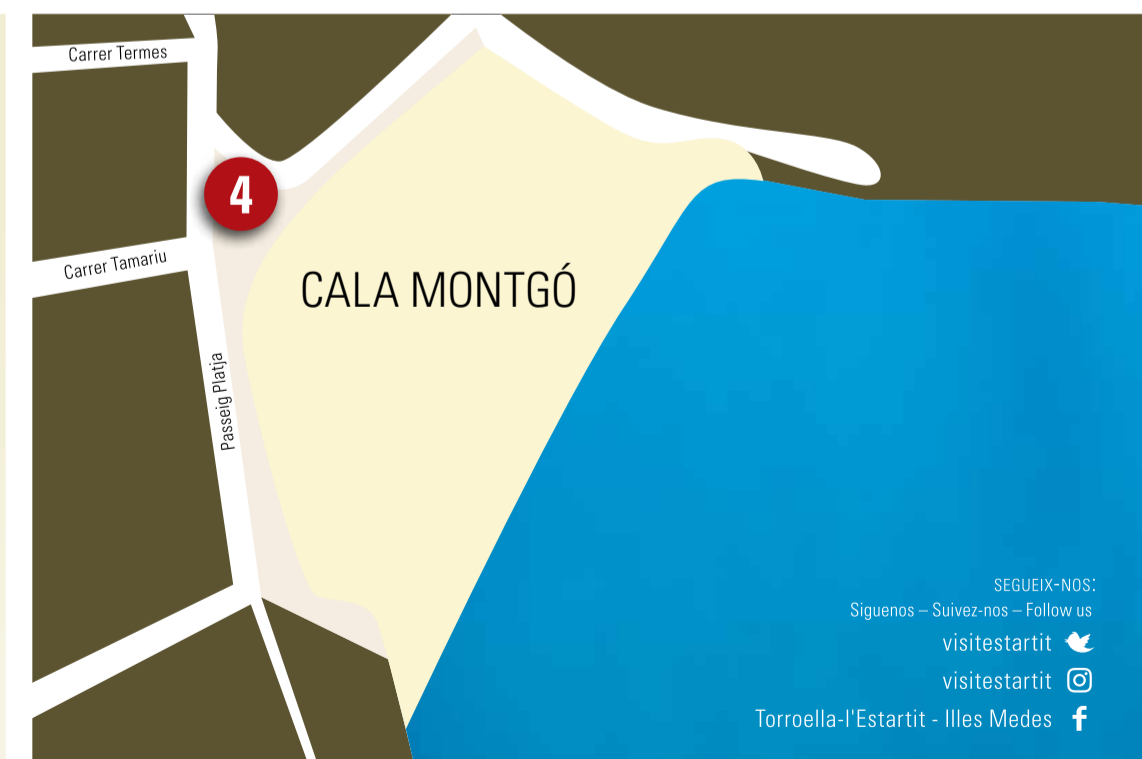 Carrer Termes
4
Carrer Tamariu
CALA MONTGÓ
Passeig Platja
SEGUEIX-NOS:
Siguenos – Suivez-nos – Follow us
visitestartit
visitestartit
Torroella-l'Estartit - Illes Medes